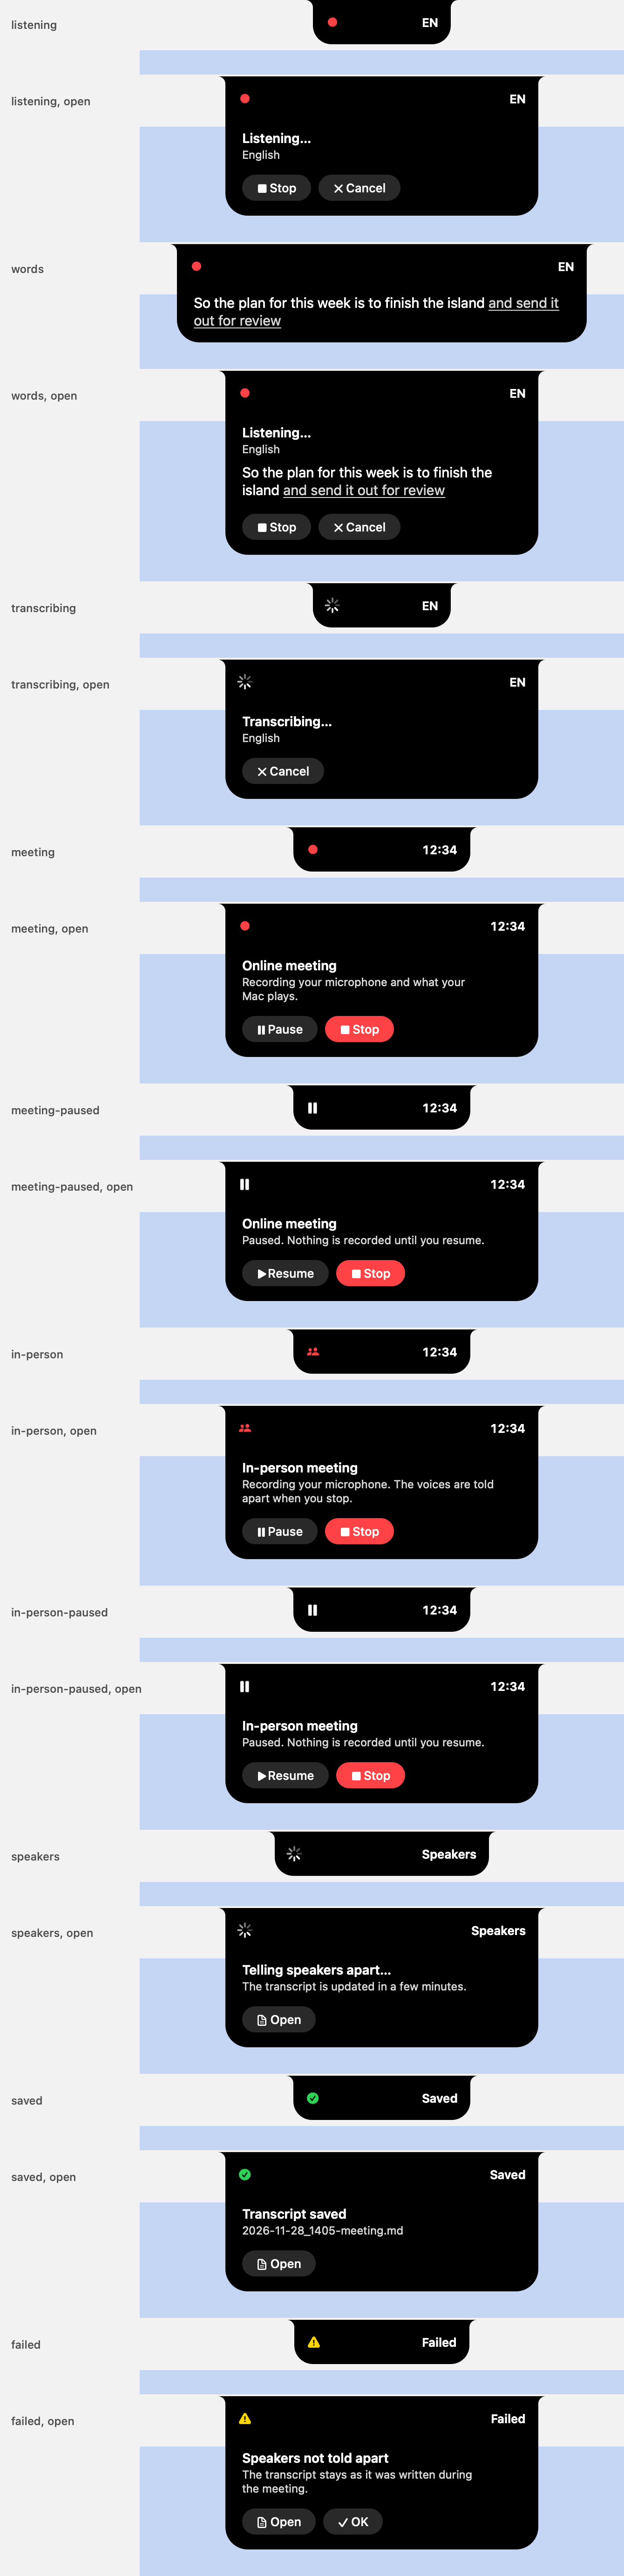 listening
EN
listening, open
EN
Listening...
English
Stop
Cancel
words
EN
So the plan for this week is to finish the island and send it
out for review
words, open
EN
Listening...
English
So the plan for this week is to finish the
island and send it out for review
Stop
Cancel
transcribing
EN
transcribing, open
EN
Transcribing...
English
Cancel
meeting
12:34
meeting, open
12:34
Online meeting
Recording your microphone and what your
Mac plays.
Pause
Stop
meeting-paused
12:34
meeting-paused, open
12:34
Online meeting
Paused. Nothing is recorded until you resume.
Resume
Stop
in-person
12:34
in-person, open
12:34
In-person meeting
Recording your microphone. The voices are told
apart when you stop.
Pause
Stop
in-person-paused
12:34
in-person-paused, open
12:34
In-person meeting
Paused. Nothing is recorded until you resume.
Resume
Stop
speakers
Speakers
speakers, open
Speakers
Telling speakers apart...
The transcript is updated in a few minutes.
Open
saved
Saved
saved, open
Saved
Transcript saved
2026-11-28_1405-meeting.md
Open
failed
Failed
failed, open
Failed
Speakers not told apart
The transcript stays as it was written during
the meeting.
Open
OK